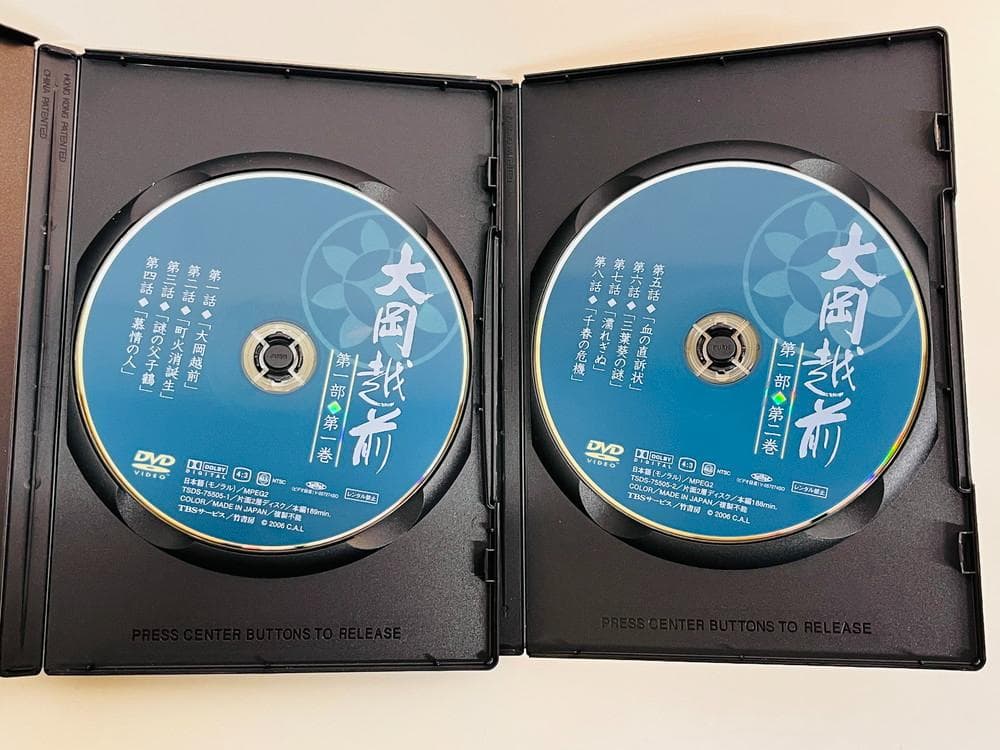 HONG KONG PATENTED
CHINA PATENTED
大岡越前
第一部◆第一巻
第一話◆「大岡越前」
第二話◆「町火消誕生」
第三話◆「謎の父子鶴」
第四話◆「慕情の人」
DVD
VIDEO
DOLBY
DIGITAL
4:3
NTSC
レンタル禁止
日本語(モノラル)/MPEG2
TSDS-75505-1/片面2層ディスク/本編189min.
COLOR/MADE IN JAPAN/複製不能
TBSサービス/竹書房 © 2006 C.A.L
PRESS CENTER BUTTONS TO RELEASE
大岡越前
第一部◆第二巻
第五話◆「血の直訴状」
第六話◆「三葉葵の謎」
第七話◆「濡れぎぬ」
第八話◆「千春の危機」
DVD
VIDEO
DOLBY
DIGITAL
4:3
NTSC
レンタル禁止
日本語(モノラル)/MPEG2
TSDS-75505-2/片面2層ディスク/本編188min.
COLOR/MADE IN JAPAN/複製不能
TBSサービス/竹書房 © 2006 C.A.L
PRESS CENTER BUTTONS TO RELEASE